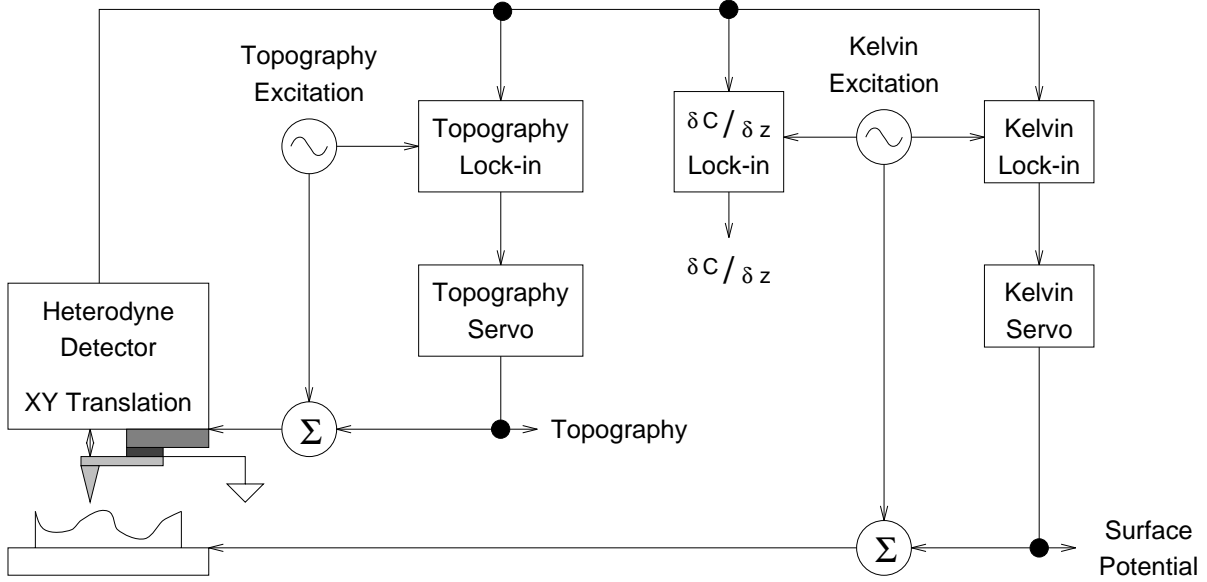 Topography
Excitation
Kelvin
Excitation
Topography
Lock-in
δC/δz
Lock-in
Kelvin
Lock-in
δC/δz
Topography
Servo
Kelvin
Servo
Heterodyne
Detector
XY Translation
Σ
Topography
Σ
Surface
Potential